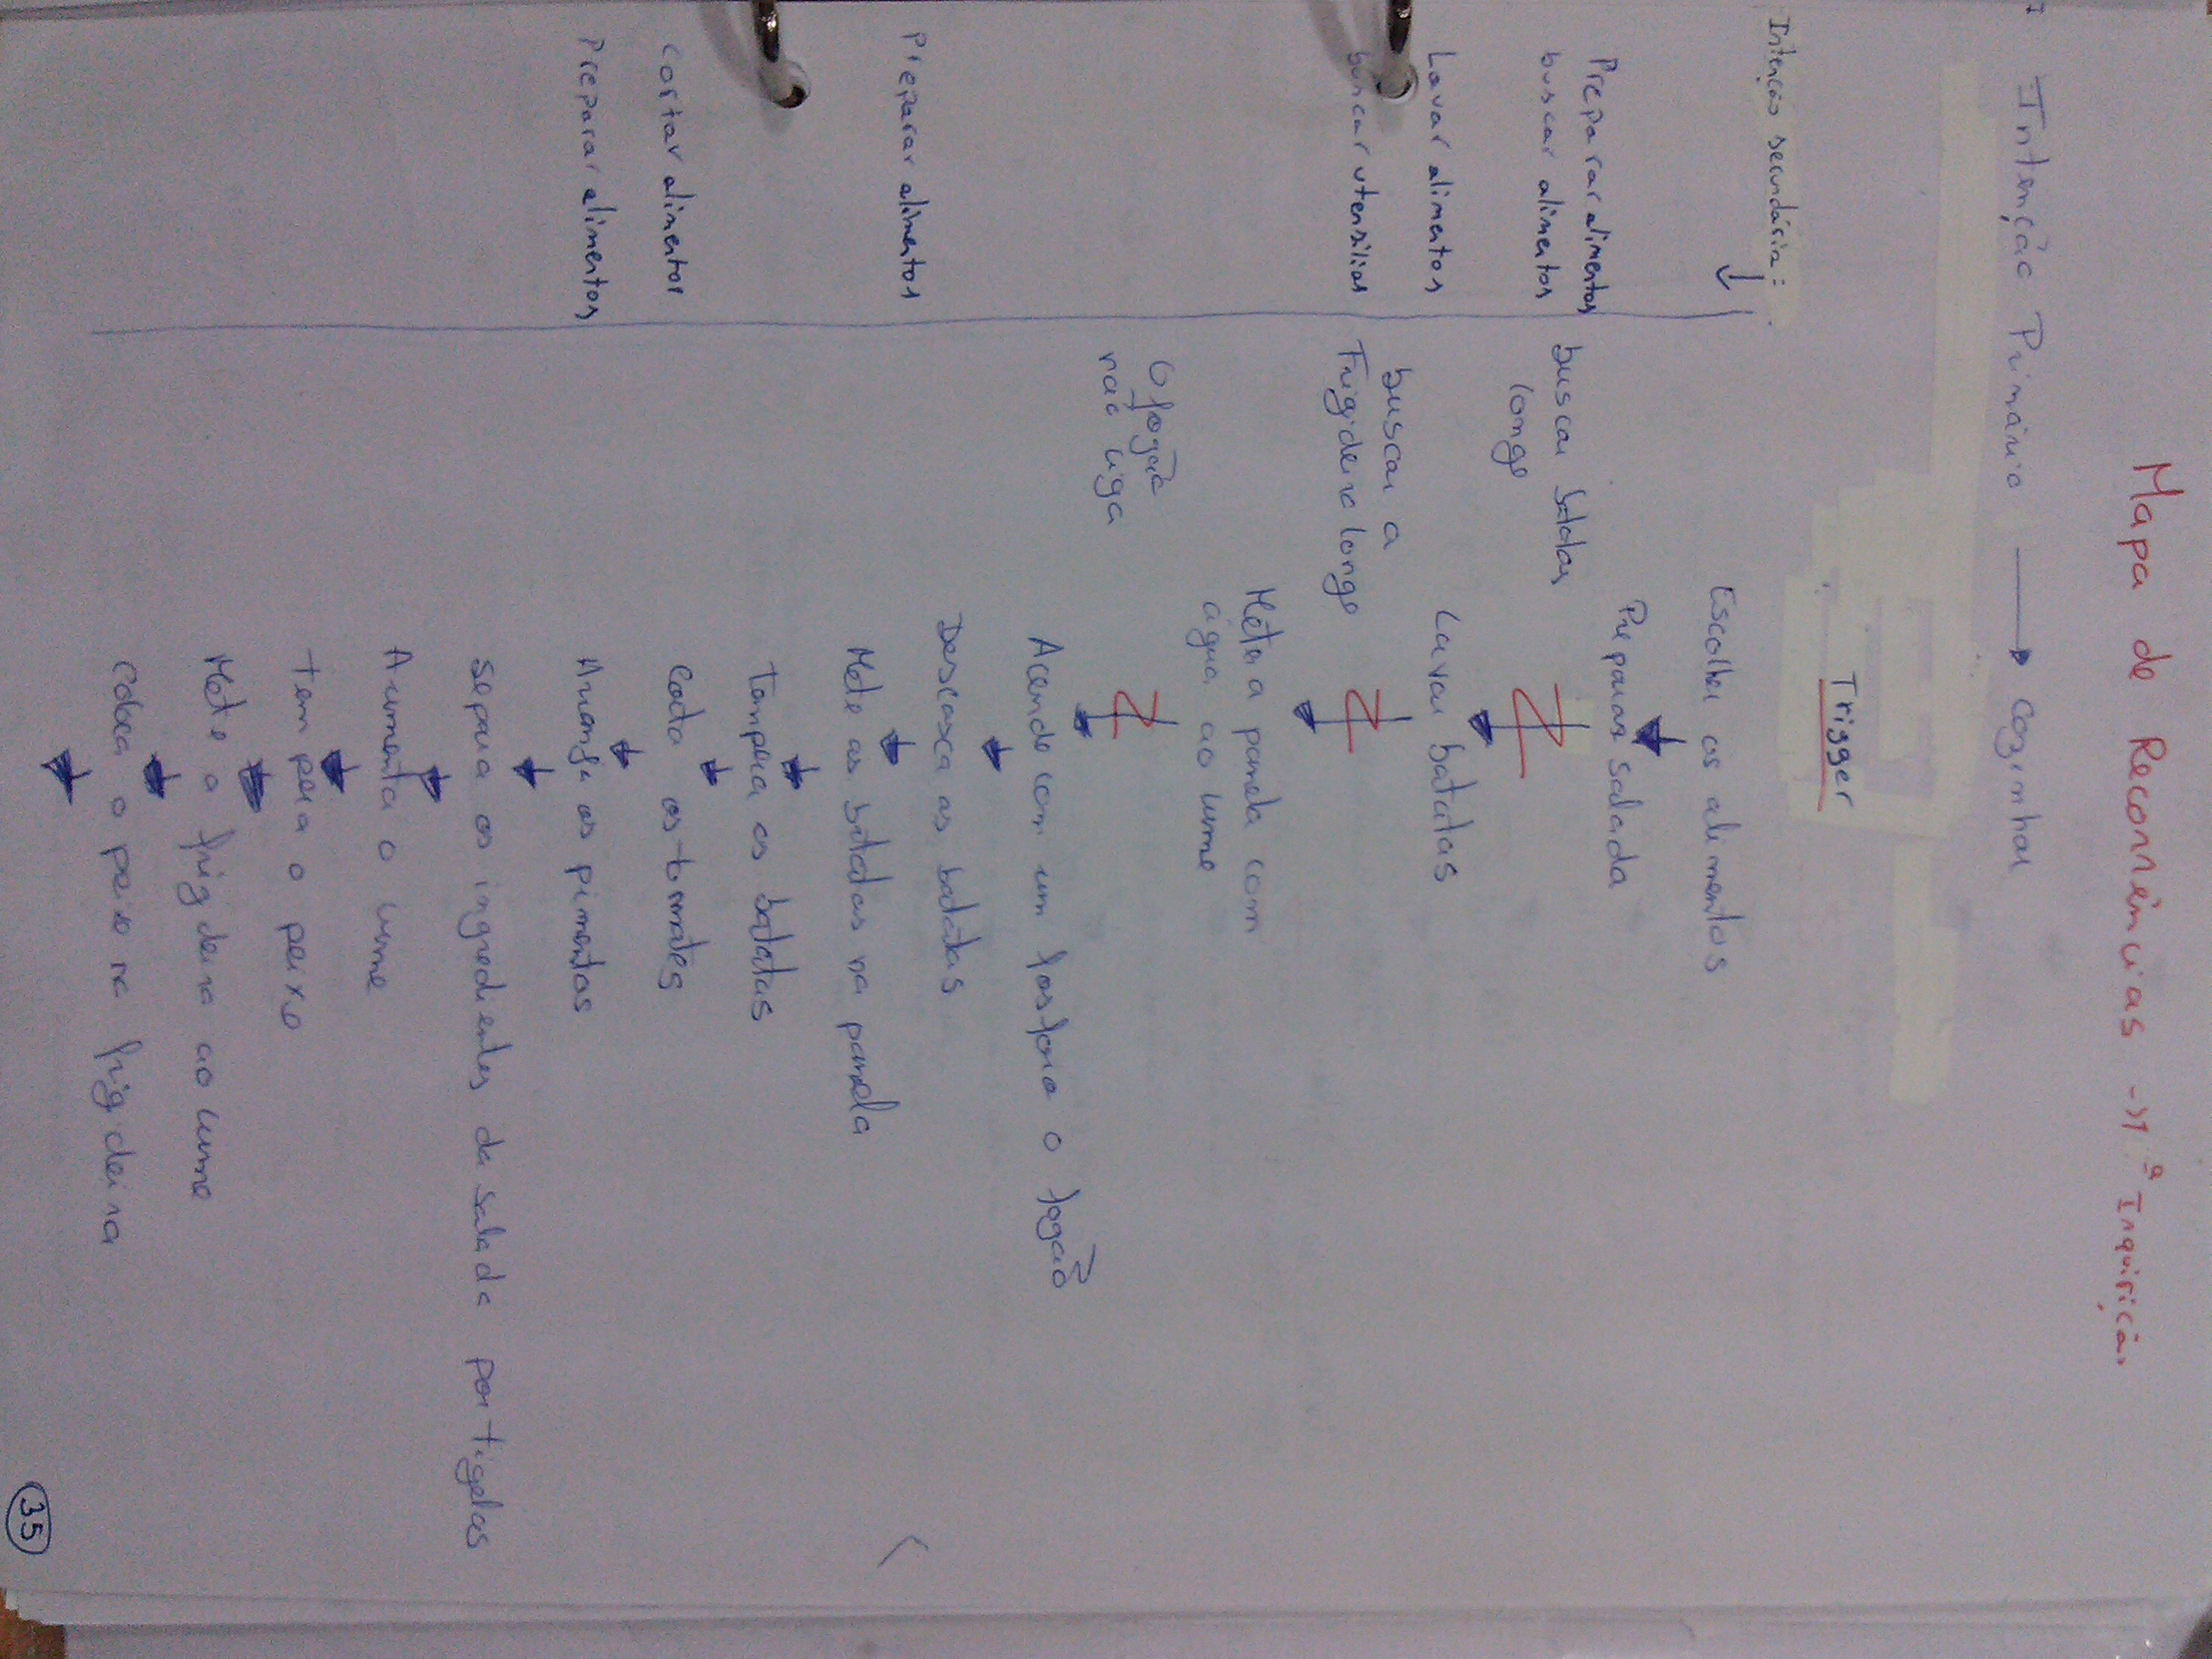 Mapa de Recorrências -> 1ª Inquirição
Intenção Primária → Cozinhar
Trigger
Intenção secundária:
Escolher os alimentos
Preparar alimentos
Preparar salada
buscar alimentos
buscar batatas
longe
Lavar alimentos
Lavar batatas
buscar utensílios
buscar a
Frigideira longe
Meter a panela com
água ao lume
O fogão
não liga
Acende com um fosforo o fogão
Descasca as batatas
Preparar alimentos
Mete as batatas na panela
Tempera as batatas
cortar alimentos
Corta os tomates
Preparar alimentos
Arranja os pimentos
Separa os ingredientes da salada por tigelas
Aumenta o lume
Tempera o peixe
Mete a frigideira ao lume
Coloca o peixe na frigideira
35